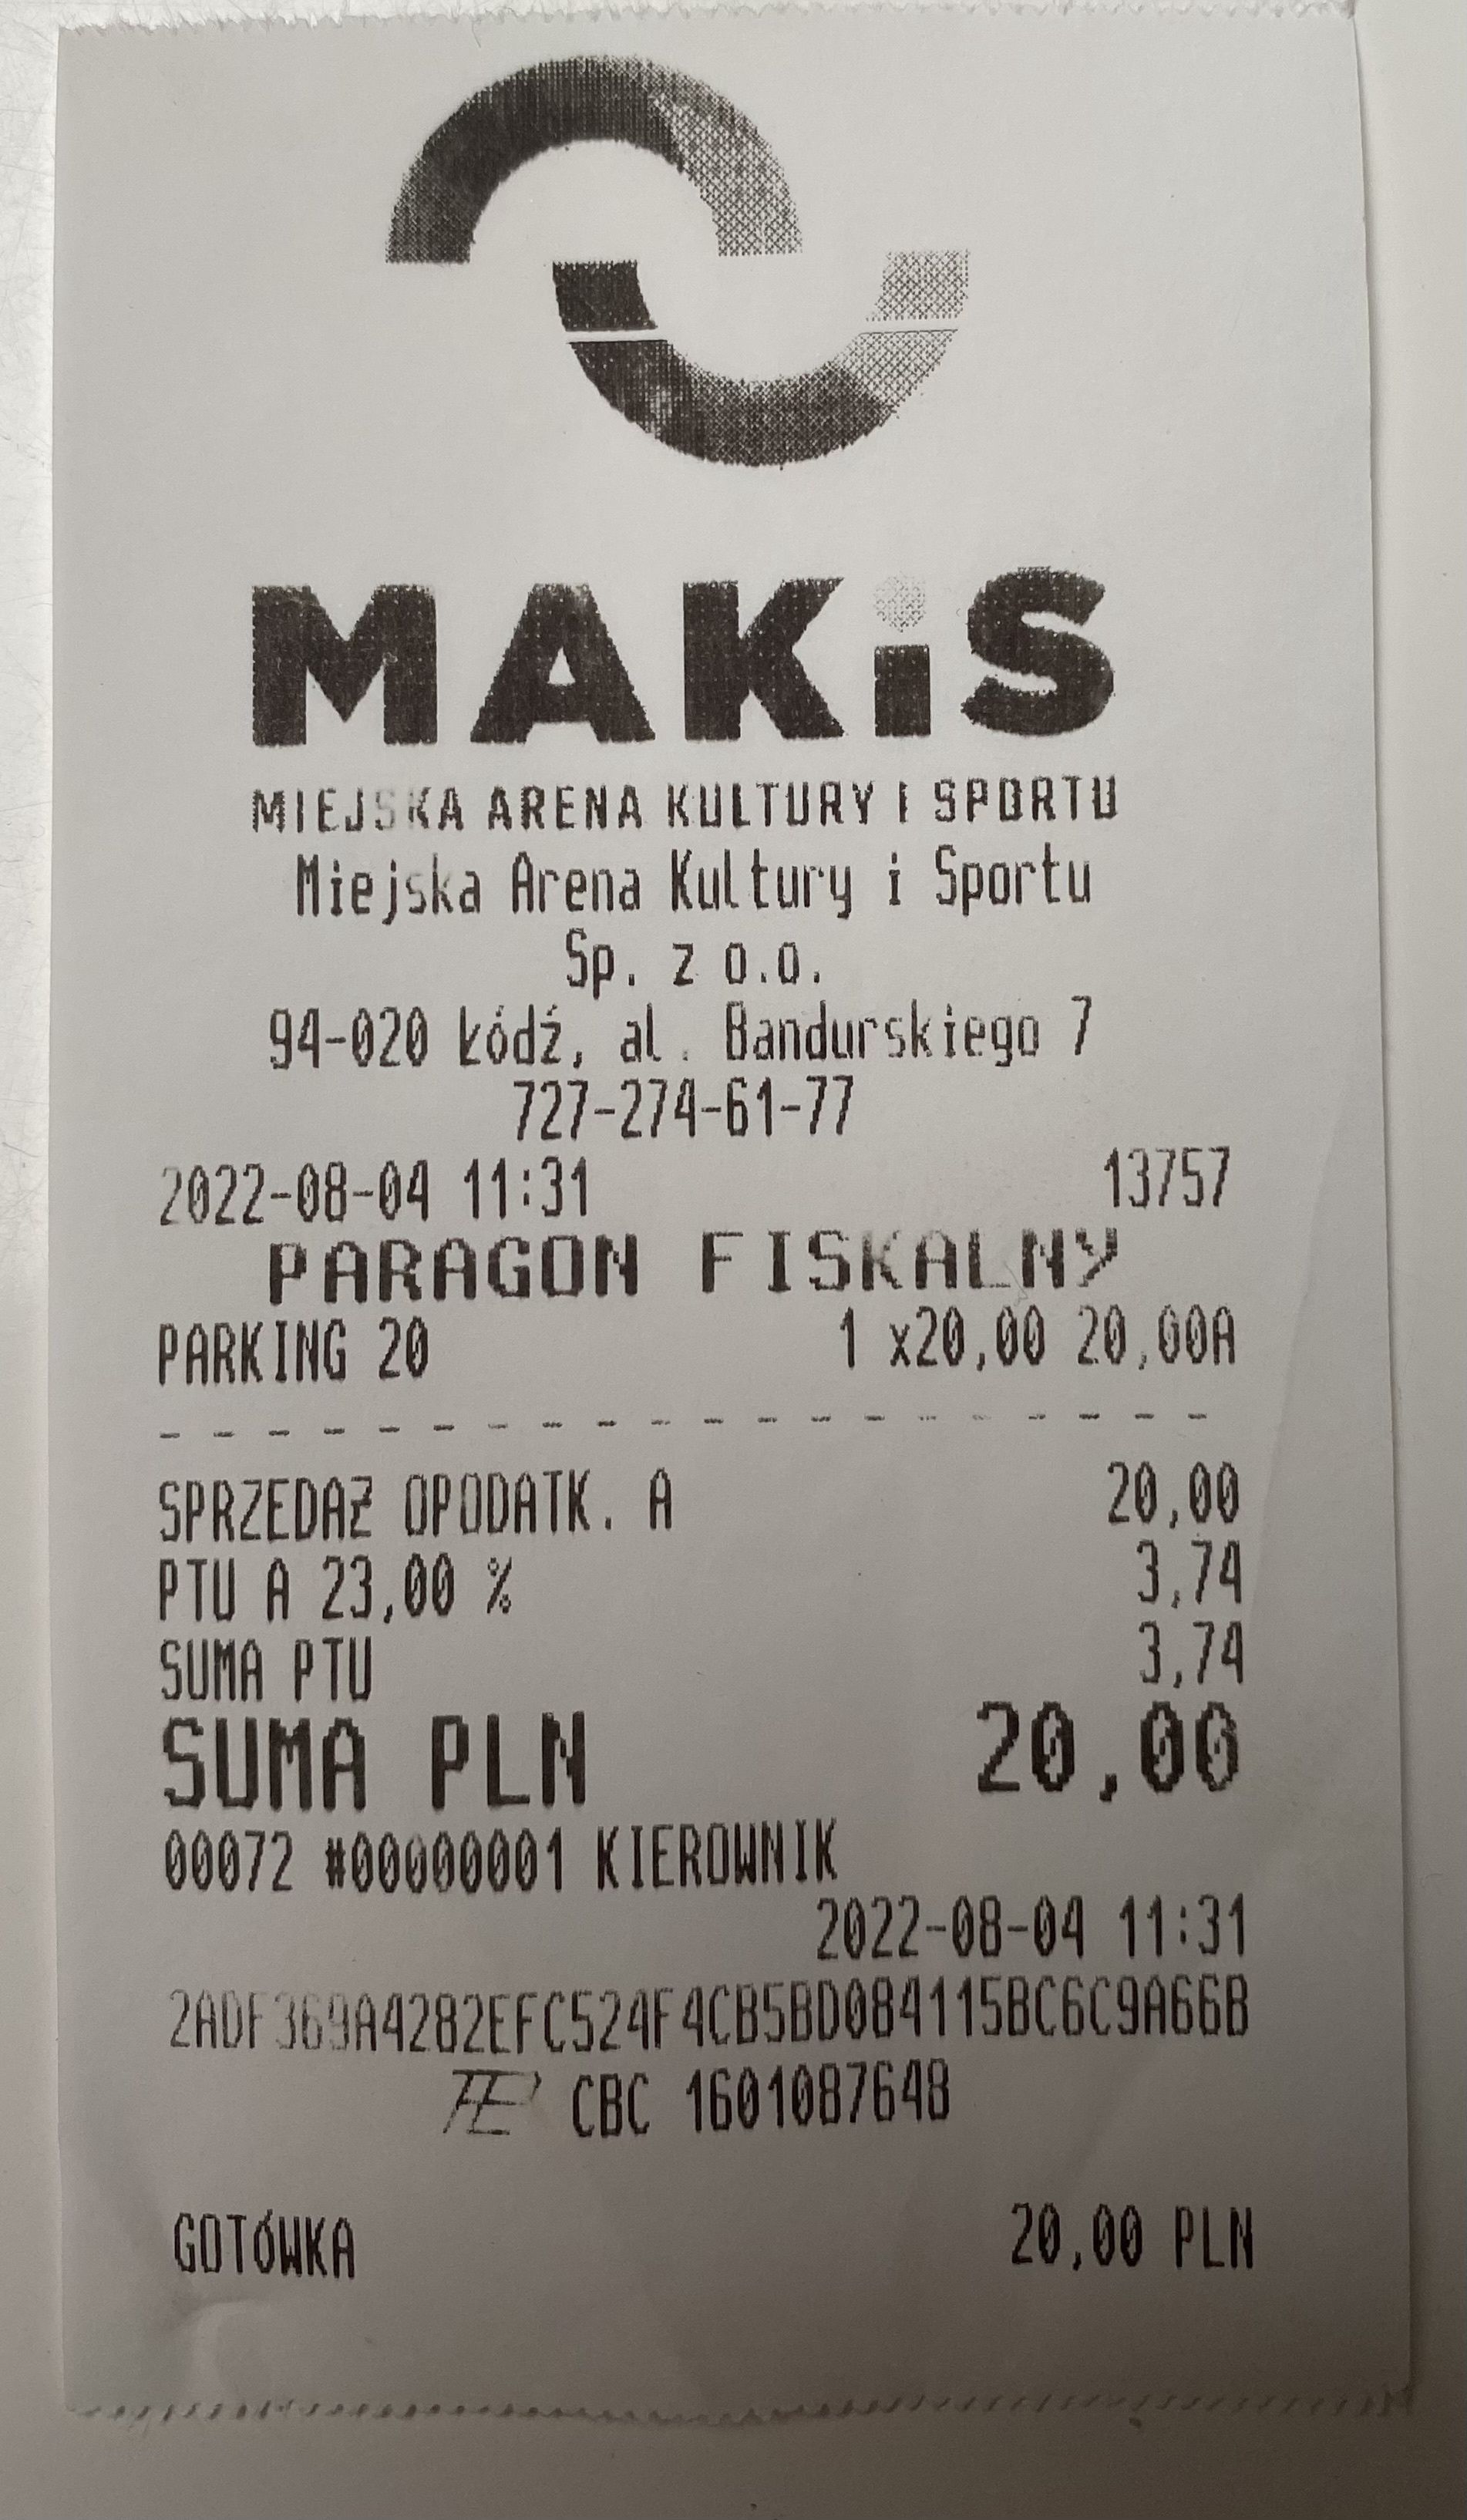 MAKiS
MIEJSKA ARENA KULTURY I SPORTU
Miejska Arena Kultury i Sportu
Sp. z o.o.
94-020 Łódź, al. Bandurskiego 7
727-274-61-77
2022-08-04 11:31 13757
PARAGON FISKALNY
PARKING 20 1 x20,00 20,00A
- - - - - - - - - - - - - - - - - - - -
SPRZEDAŻ OPODATK. A 20,00
PTU A 23,00 % 3,74
SUMA PTU 3,74
SUMA PLN 20,00
00072 #00000001 KIEROWNIK
2022-08-04 11:31
2ADF369A4282EFC524F4CB5BD084115BC6C9A66B
CBC 1601087648
GOTÓWKA 20,00 PLN